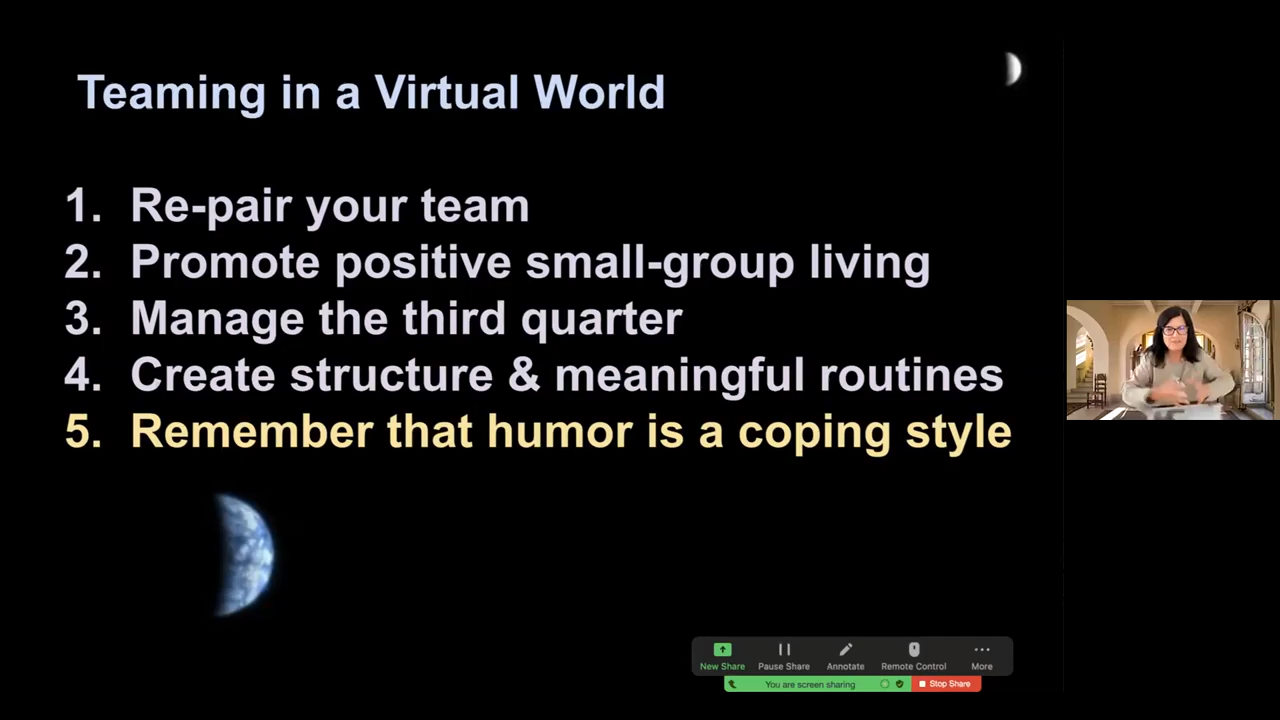 Teaming in a Virtual World
1. Re-pair your team
2. Promote positive small-group living
3. Manage the third quarter
4. Create structure & meaningful routines
5. Remember that humor is a coping style
New Share Pause Share Annotate Remote Control More
You are screen sharing Stop Share